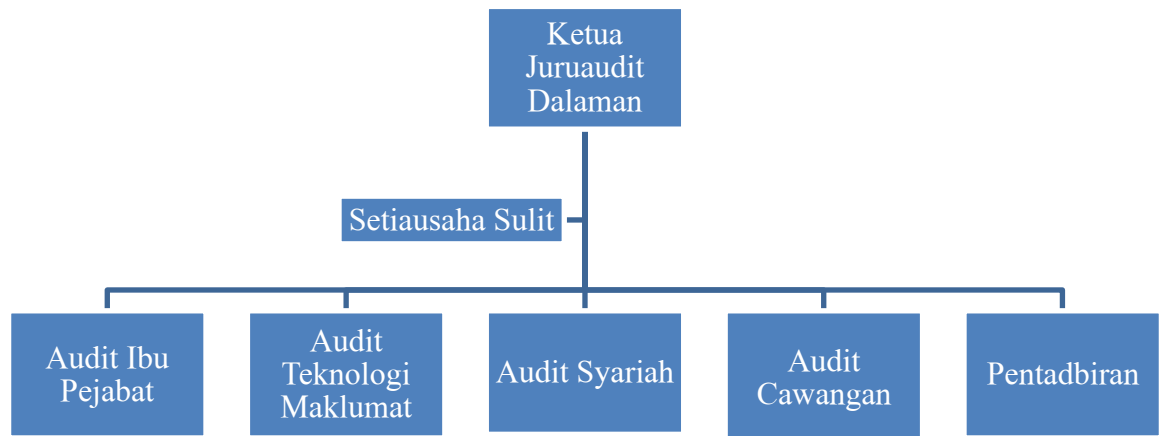 Ketua
Juruaudit
Dalaman
Setiausaha Sulit
Audit Ibu
Pejabat
Audit
Teknologi
Maklumat
Audit Syariah
Audit
Cawangan
Pentadbiran